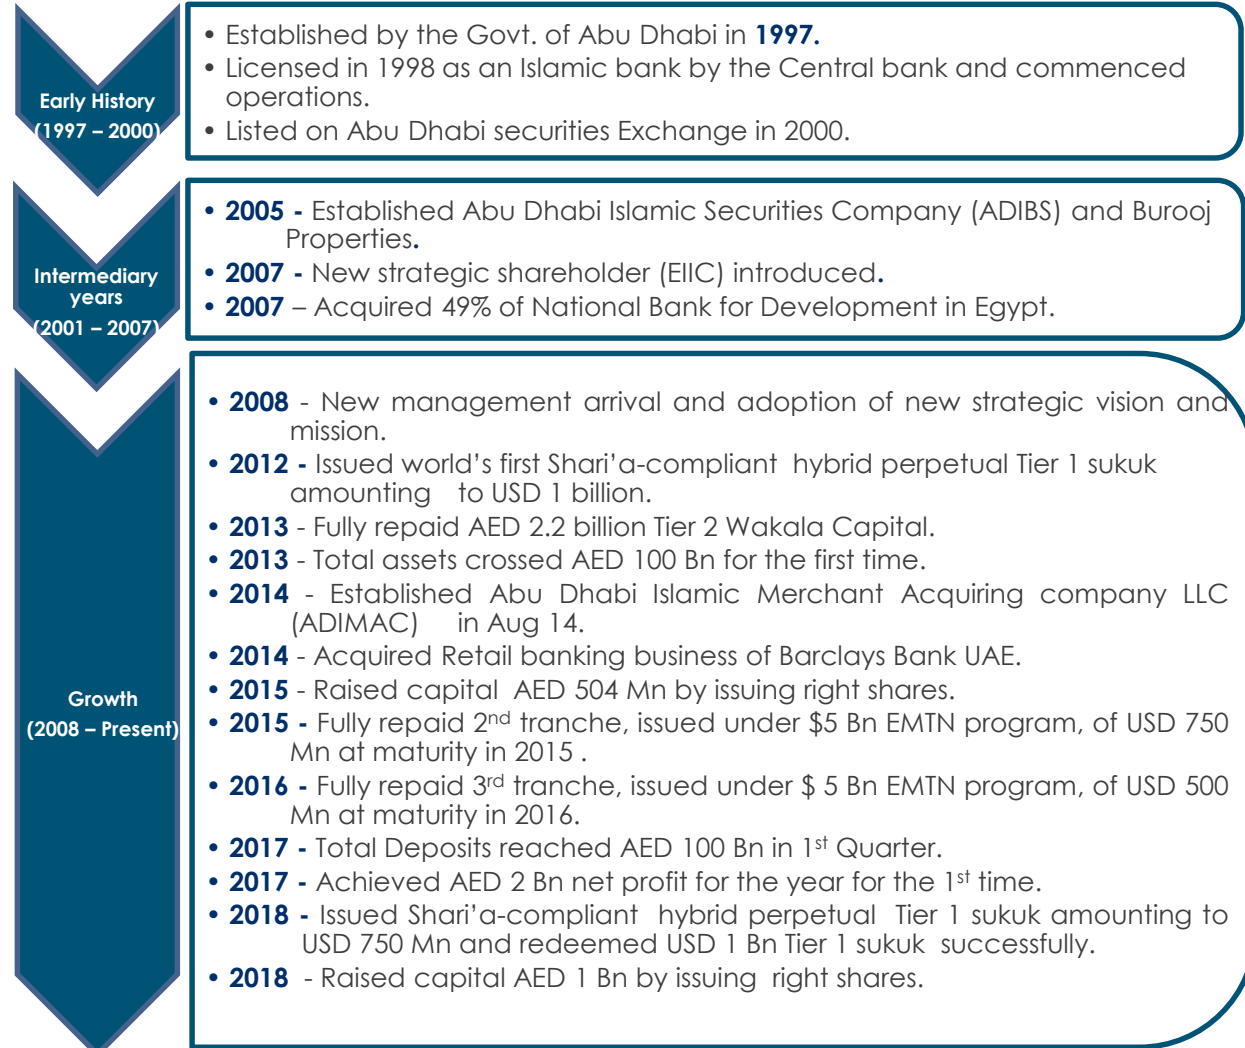 Early History
(1997 – 2000)
• Established by the Govt. of Abu Dhabi in 1997.
• Licensed in 1998 as an Islamic bank by the Central bank and commenced
operations.
• Listed on Abu Dhabi securities Exchange in 2000.
Intermediary
years
(2001 – 2007)
• 2005 - Established Abu Dhabi Islamic Securities Company (ADIBS) and Burooj
Properties.
• 2007 - New strategic shareholder (EIIC) introduced.
• 2007 – Acquired 49% of National Bank for Development in Egypt.
Growth
(2008 – Present)
• 2008 - New management arrival and adoption of new strategic vision and
mission.
• 2012 - Issued world's first Shari'a-compliant hybrid perpetual Tier 1 sukuk
amounting to USD 1 billion.
• 2013 - Fully repaid AED 2.2 billion Tier 2 Wakala Capital.
• 2013 - Total assets crossed AED 100 Bn for the first time.
• 2014 - Established Abu Dhabi Islamic Merchant Acquiring company LLC
(ADIMAC) in Aug 14.
• 2014 - Acquired Retail banking business of Barclays Bank UAE.
• 2015 - Raised capital AED 504 Mn by issuing right shares.
• 2015 - Fully repaid 2nd tranche, issued under $5 Bn EMTN program, of USD 750
Mn at maturity in 2015 .
• 2016 - Fully repaid 3rd tranche, issued under $ 5 Bn EMTN program, of USD 500
Mn at maturity in 2016.
• 2017 - Total Deposits reached AED 100 Bn in 1st Quarter.
• 2017 - Achieved AED 2 Bn net profit for the year for the 1st time.
• 2018 - Issued Shari'a-compliant hybrid perpetual Tier 1 sukuk amounting to
USD 750 Mn and redeemed USD 1 Bn Tier 1 sukuk successfully.
• 2018 - Raised capital AED 1 Bn by issuing right shares.